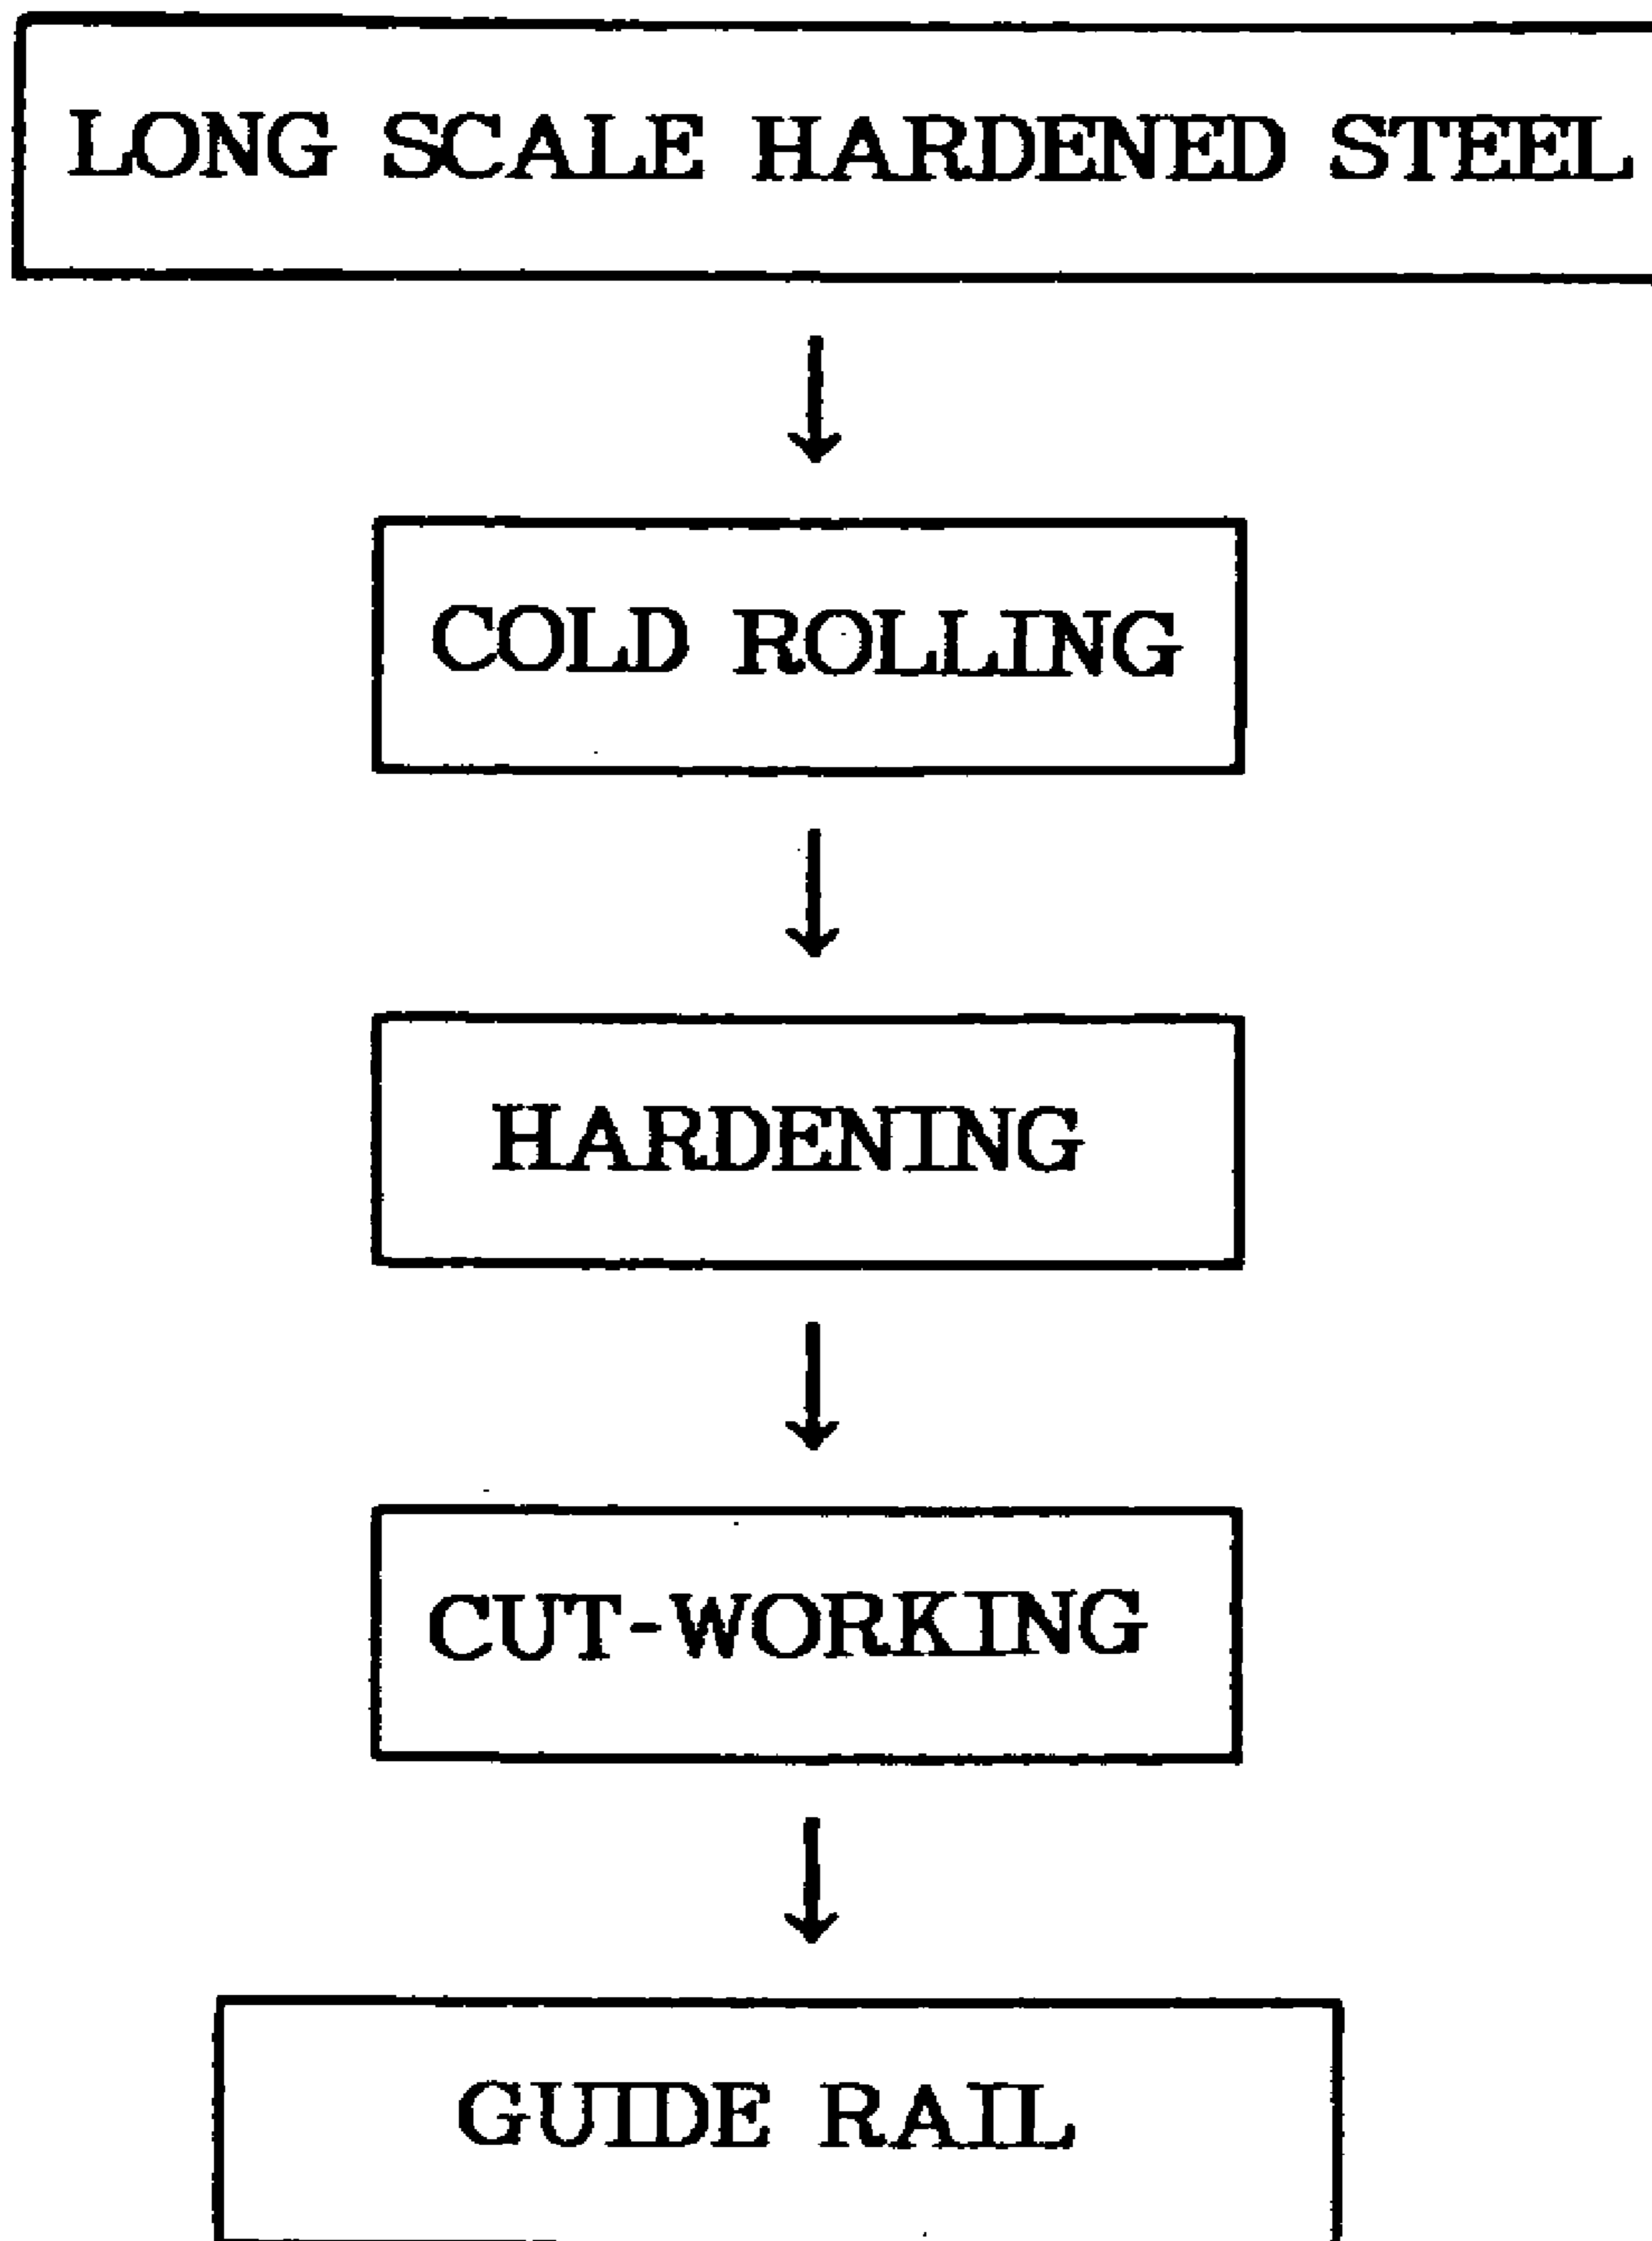 LONG SCALE HARDENED STEEL
COLD ROLLING
HARDENING
CUT-WORKING
GUIDE RAIL